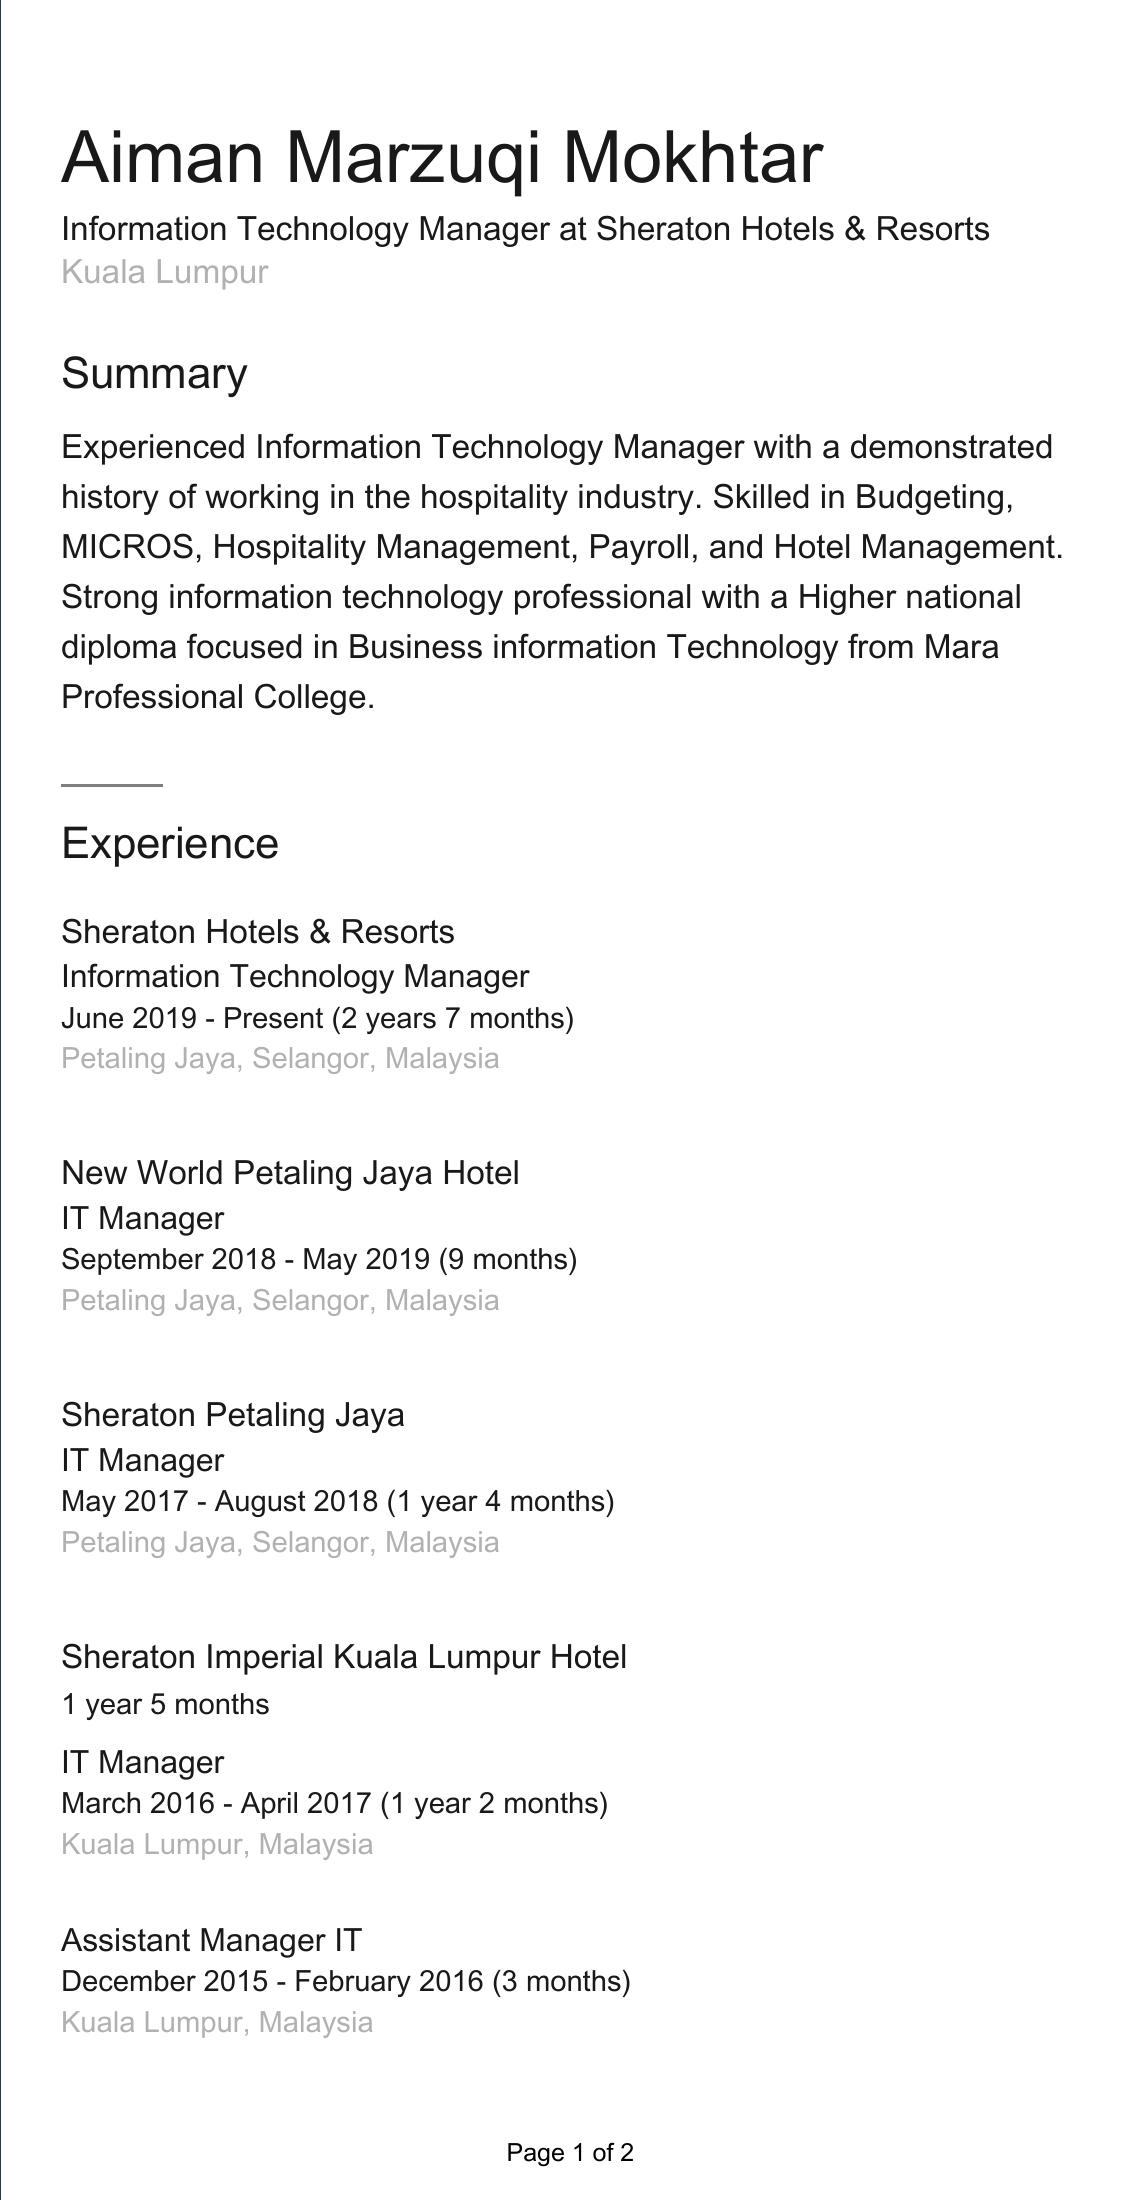 Aiman Marzuqi Mokhtar
Information Technology Manager at Sheraton Hotels & Resorts
Kuala Lumpur
Summary
Experienced Information Technology Manager with a demonstrated
history of working in the hospitality industry. Skilled in Budgeting,
MICROS, Hospitality Management, Payroll, and Hotel Management.
Strong information technology professional with a Higher national
diploma focused in Business information Technology from Mara
Professional College.
Experience
Sheraton Hotels & Resorts
Information Technology Manager
June 2019 - Present (2 years 7 months)
Petaling Jaya, Selangor, Malaysia
New World Petaling Jaya Hotel
IT Manager
September 2018 - May 2019 (9 months)
Petaling Jaya, Selangor, Malaysia
Sheraton Petaling Jaya
IT Manager
May 2017 - August 2018 (1 year 4 months)
Petaling Jaya, Selangor, Malaysia
Sheraton Imperial Kuala Lumpur Hotel
1 year 5 months
IT Manager
March 2016 - April 2017 (1 year 2 months)
Kuala Lumpur, Malaysia
Assistant Manager IT
December 2015 - February 2016 (3 months)
Kuala Lumpur, Malaysia
Page 1 of 2